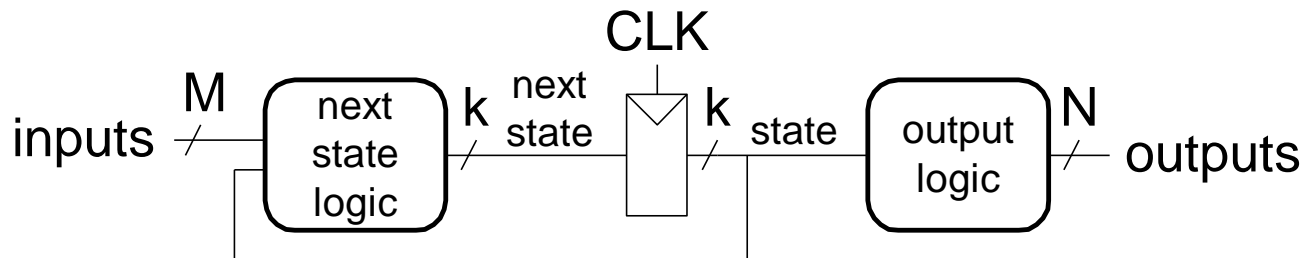 CLK
inputs
M
next
state
logic
k
next
state
k
state
output
logic
N
outputs